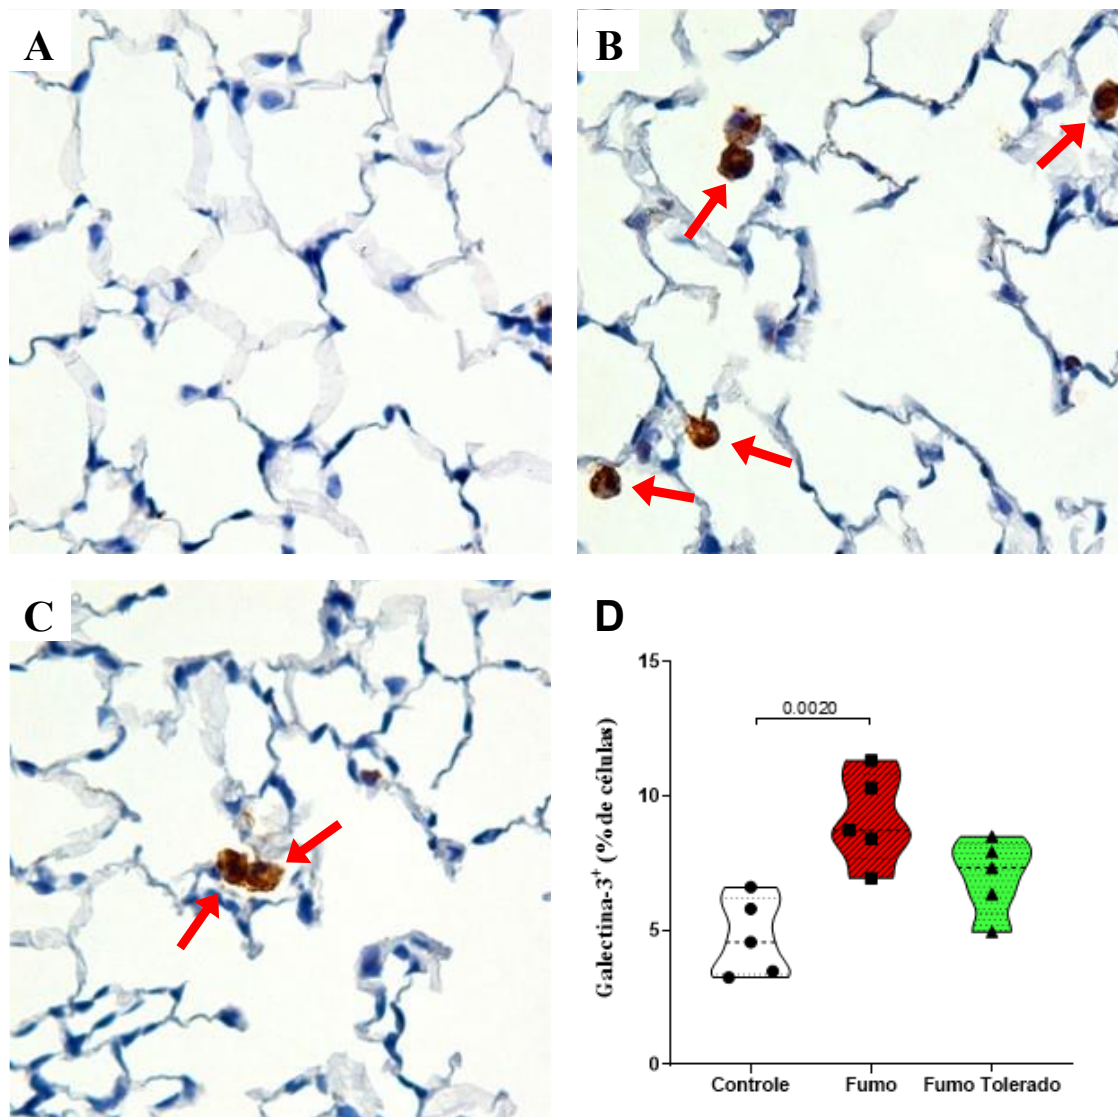 A
B
C
D
15
10
5
0
Galectina-3⁺ (% de células)
0.0020
Controle
Fumo
Fumo Tolerado